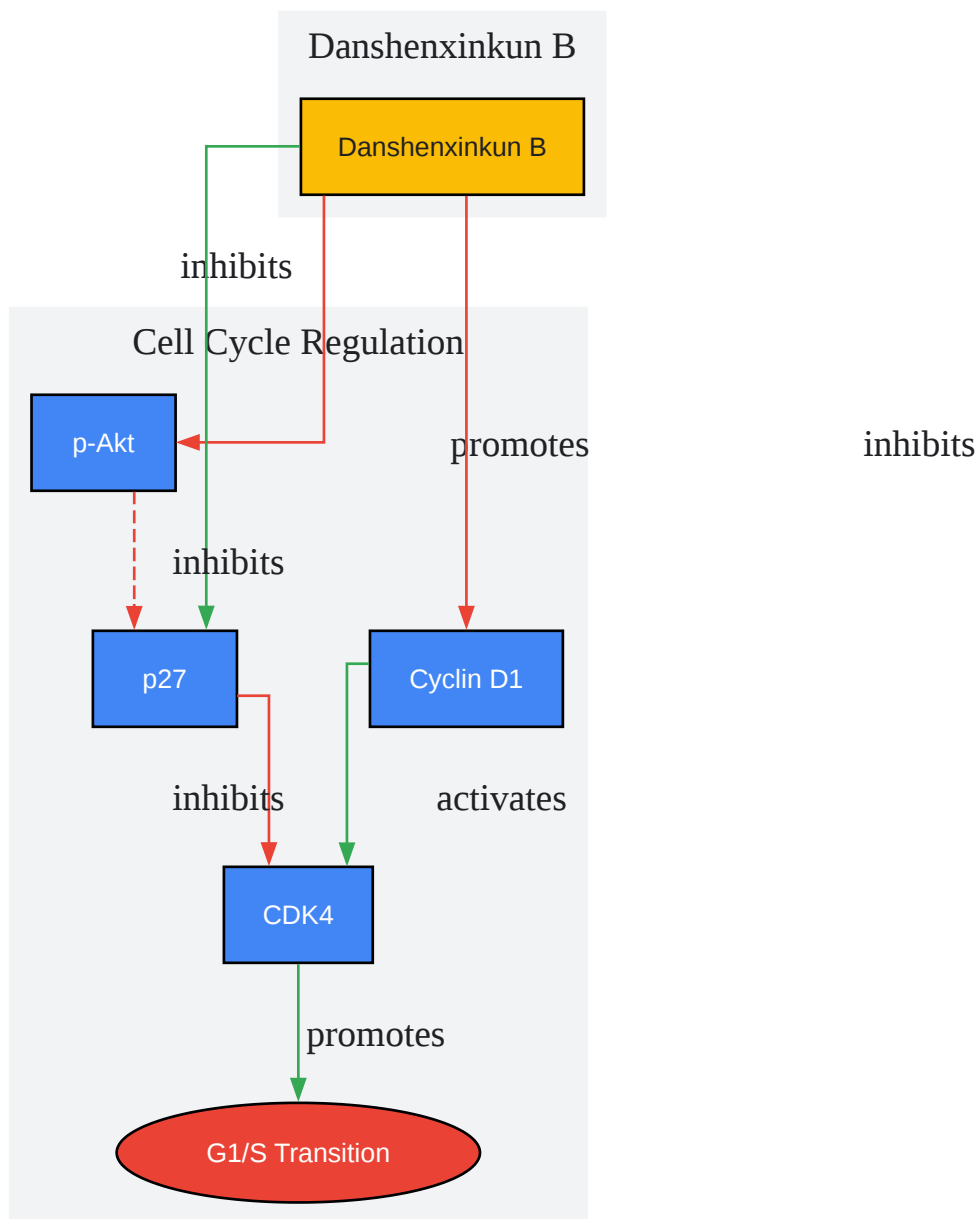 Danshenxinkun B
Danshenxinkun B
inhibits
Cell Cycle Regulation
p-Akt
promotes
inhibits
inhibits
p27
Cyclin D1
inhibits
activates
CDK4
promotes
G1/S Transition